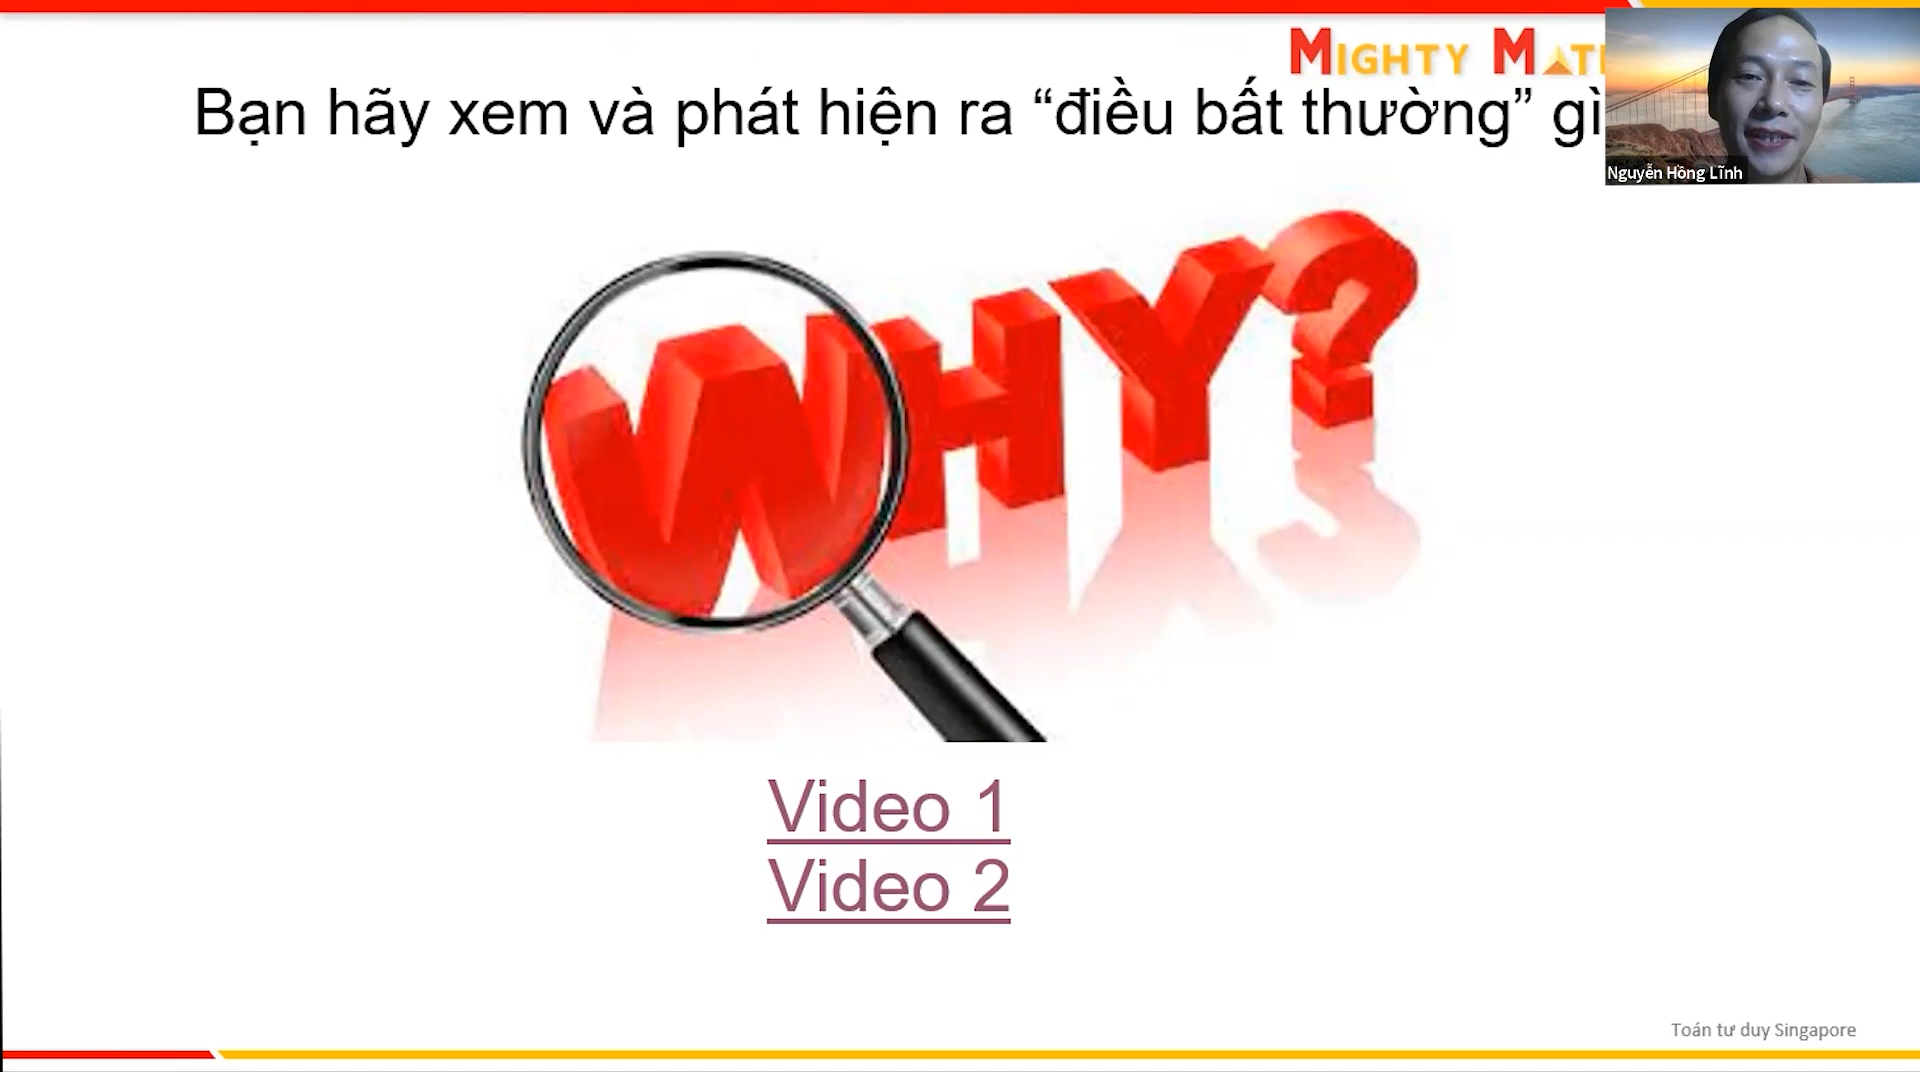 MIGHTY MAT
Bạn hãy xem và phát hiện ra “điều bất thường” gì
Nguyễn Hồng Lĩnh
WHY?
Video 1
Video 2
Toán tư duy Singapore